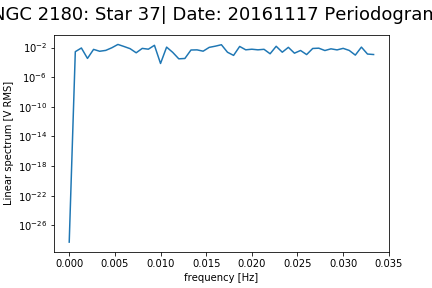 NGC 2180: Star 37| Date: 20161117 Periodogram
Linear spectrum [V RMS]
10⁻²
10⁻⁶
10⁻¹⁰
10⁻¹⁴
10⁻¹⁸
10⁻²²
10⁻²⁶
0.000 0.005 0.010 0.015 0.020 0.025 0.030 0.035
frequency [Hz]